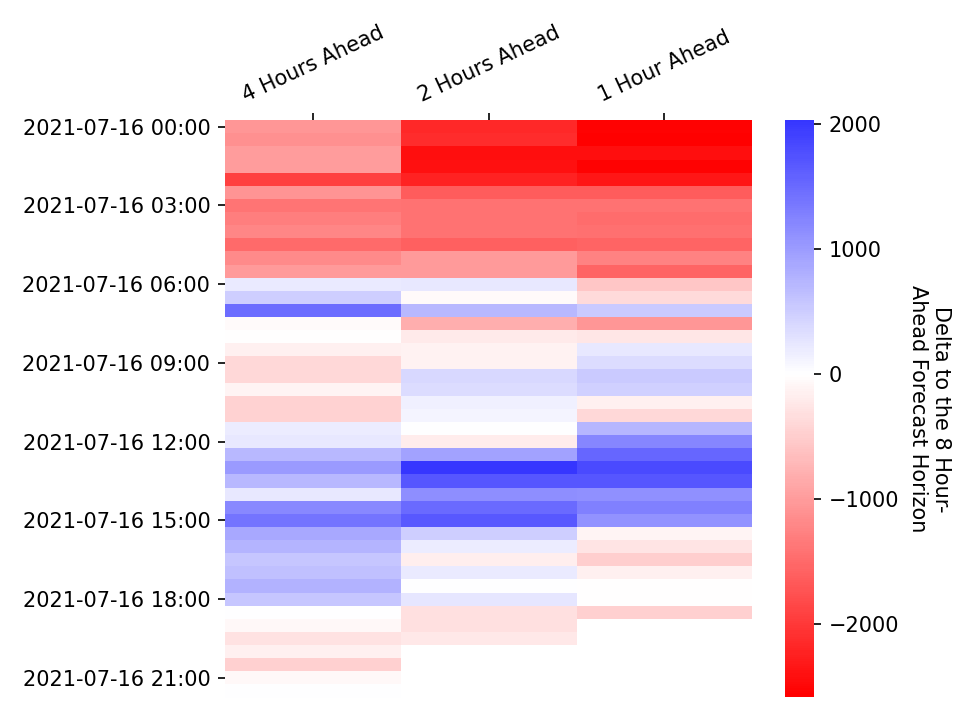 4 Hours Ahead
2 Hours Ahead
1 Hour Ahead
2021-07-16 00:00
2021-07-16 03:00
2021-07-16 06:00
2021-07-16 09:00
2021-07-16 12:00
2021-07-16 15:00
2021-07-16 18:00
2021-07-16 21:00
2000
1000
0
−1000
−2000
Delta to the 8 Hour-
Ahead Forecast Horizon